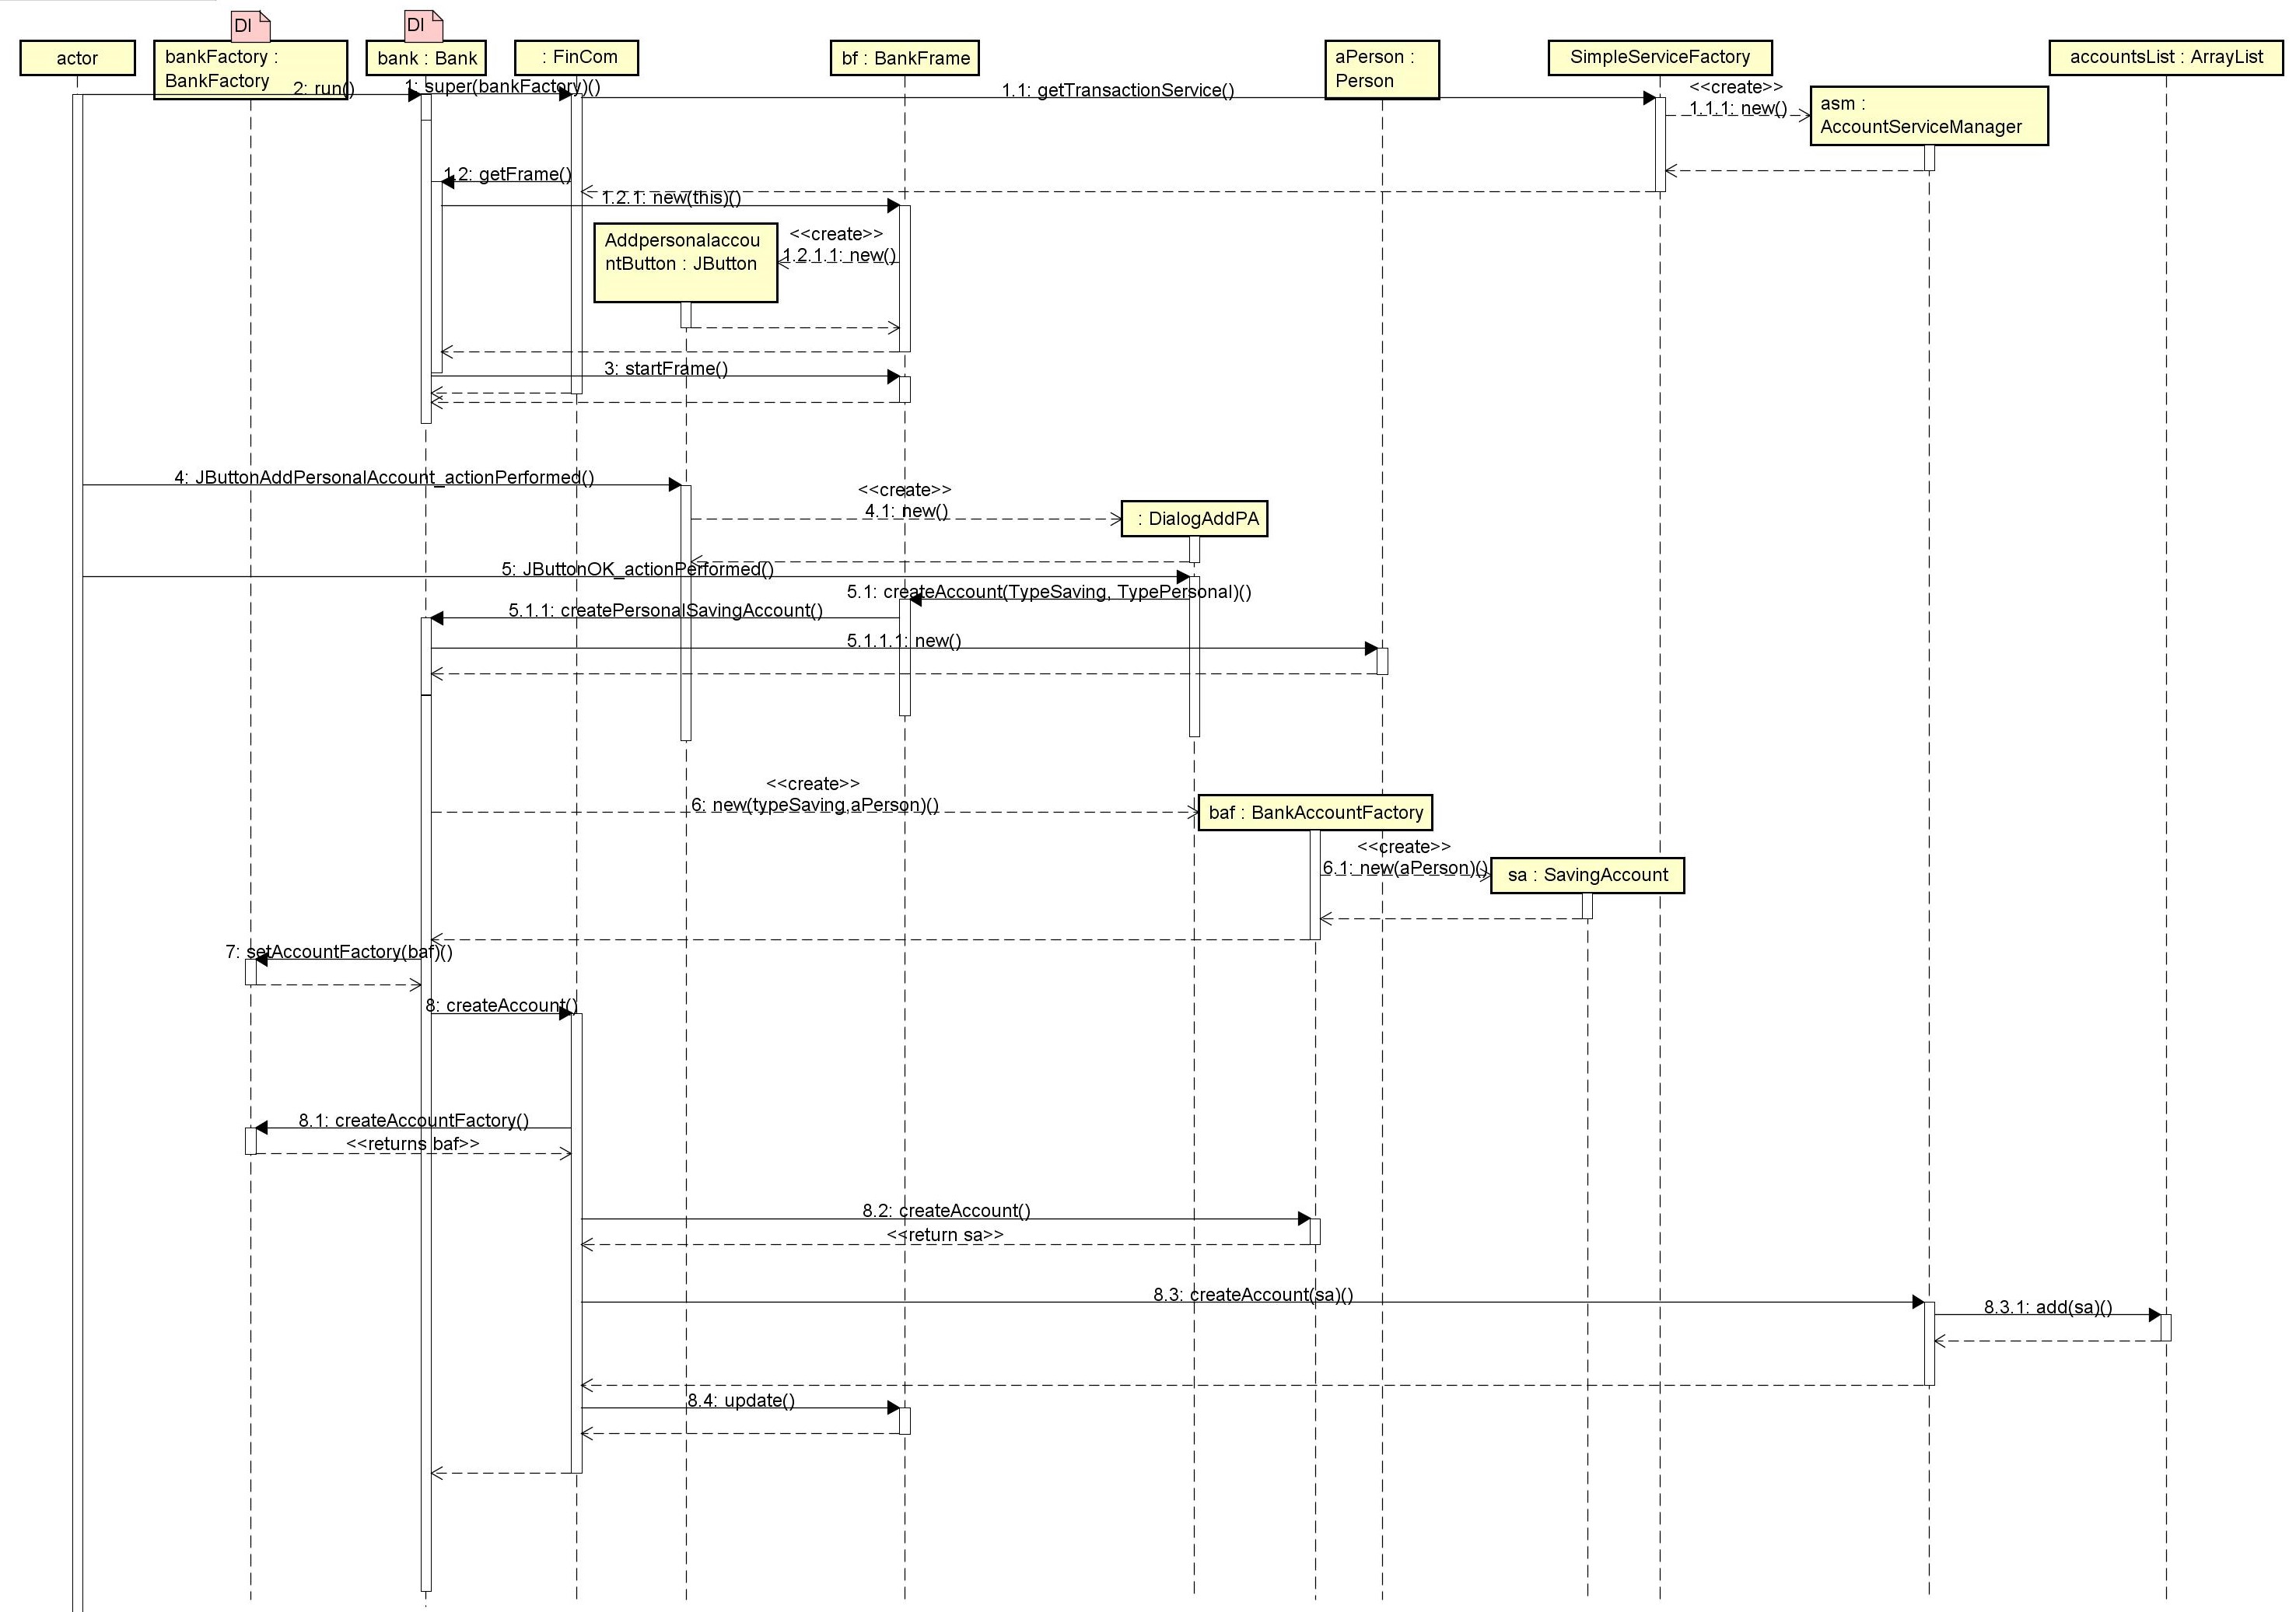 DI
DI
actor
bankFactory :
BankFactory
bank : Bank
: FinCom
bf : BankFrame
aPerson :
Person
SimpleServiceFactory
accountsList : ArrayList
2: run()
1: super(bankFactory)()
1.1: getTransactionService()
<<create>>
1.1.1: new()
asm :
AccountServiceManager
1.2: getFrame()
1.2.1: new(this)()
Addpersonalaccou
ntButton : JButton
<<create>>
1.2.1.1: new()
3: startFrame()
4: JButtonAddPersonalAccount_actionPerformed()
<<create>>
4.1: new()
: DialogAddPA
5: JButtonOK_actionPerformed()
5.1: createAccount(TypeSaving, TypePersonal)()
5.1.1: createPersonalSavingAccount()
5.1.1.1: new()
<<create>>
6: new(typeSaving,aPerson)()
baf : BankAccountFactory
<<create>>
6.1: new(aPerson)()
sa : SavingAccount
7: setAccountFactory(baf)()
8: createAccount()
8.1: createAccountFactory()
<<returns baf>>
8.2: createAccount()
<<return sa>>
8.3: createAccount(sa)()
8.3.1: add(sa)()
8.4: update()